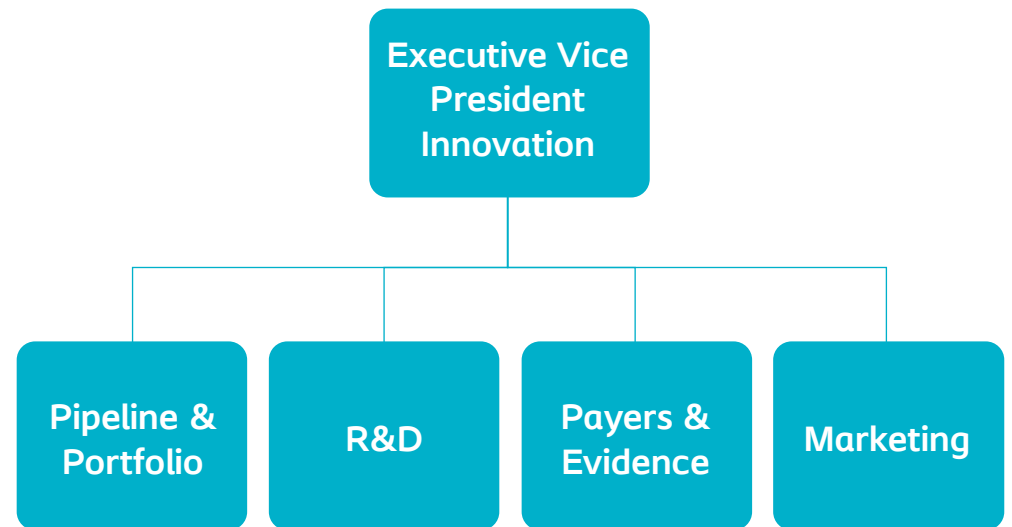 Executive Vice
President
Innovation
Pipeline &
Portfolio
R&D
Payers &
Evidence
Marketing